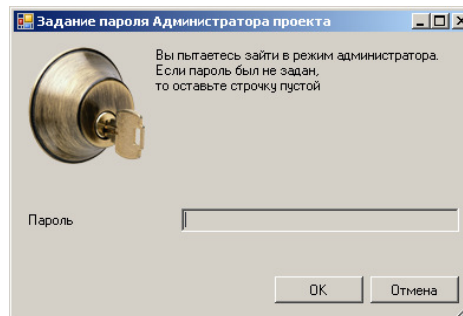 Задание пароля Администратора проекта
Вы пытаетесь зайти в режим администратора.
Если пароль был не задан,
то оставьте строчку пустой
Пароль
OK
Отмена